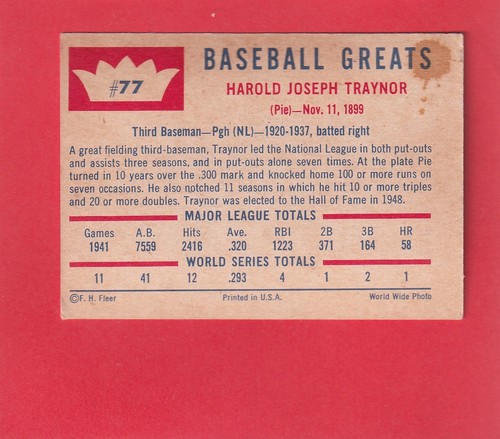 #77
BASEBALL GREATS
HAROLD JOSEPH TRAYNOR
(Pie)—Nov. 11, 1899
Third Baseman—Pgh (NL)—1920-1937, batted right
A great fielding third-baseman, Traynor led the National League in both put-outs
and assists three seasons, and in put-outs alone seven times. At the plate Pie
turned in 10 years over the .300 mark and knocked home 100 or more runs on
seven occasions. He also notched 11 seasons in which he hit 10 or more triples
and 20 or more doubles. Traynor was elected to the Hall of Fame in 1948.
MAJOR LEAGUE TOTALS
Games A.B. Hits Ave. RBI 2B 3B HR
1941 7559 2416 .320 1223 371 164 58
WORLD SERIES TOTALS
11 41 12 .293 4 1 2 1
©F. H. Fleer Printed in U.S.A. World Wide Photo